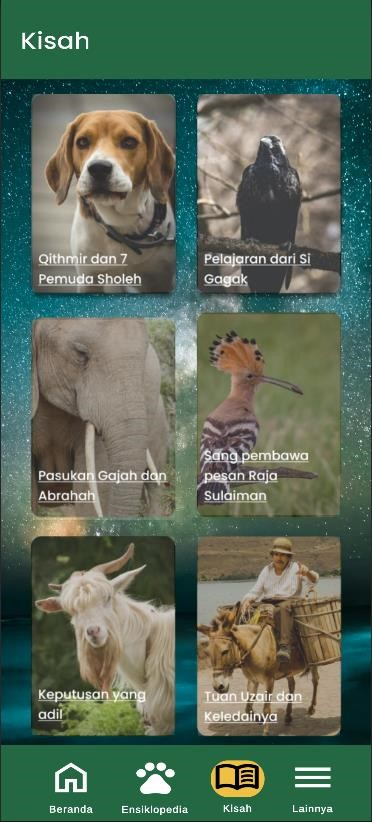 Kisah
Qithmir dan 7
Pemuda Sholeh
Pelajaran dari Si
Gagak
Pasukan Gajah dan
Abrahah
Sang pembawa
pesan Raja
Sulaiman
Keputusan yang
adil
Tuan Uzair dan
Keledainya
Beranda
Ensiklopedia
Kisah
Lainnya